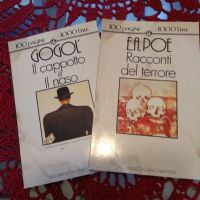 100 pagine 1000 lire
GOGOL'
Il cappotto
e
Il naso
100 pagine 1000 lire
E.A. POE
Racconti
del terrore